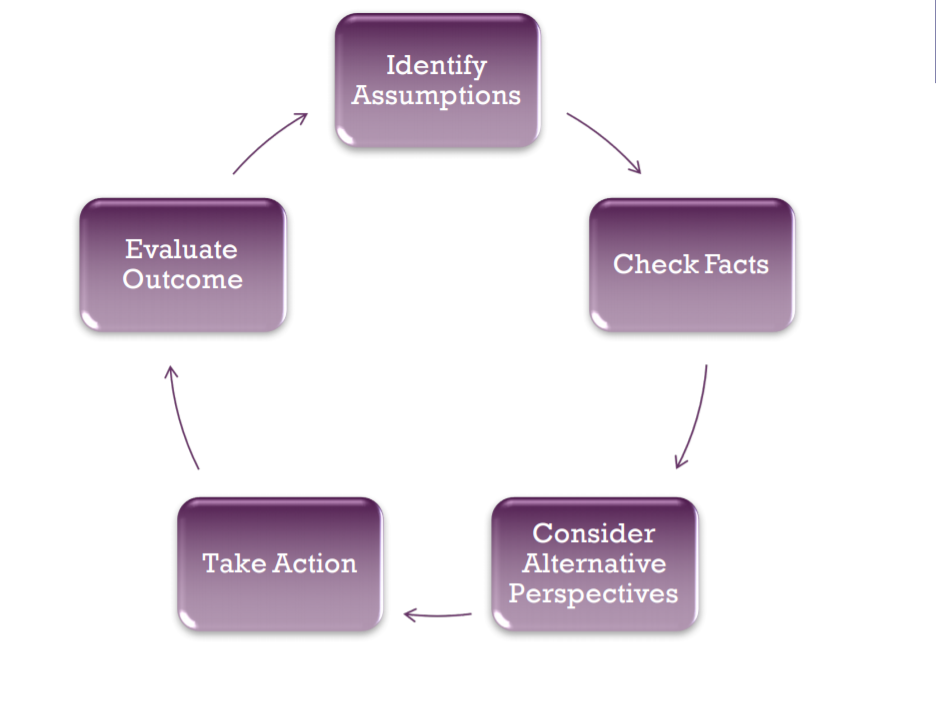 Identify
Assumptions
Check Facts
Consider
Alternative
Perspectives
Take Action
Evaluate
Outcome